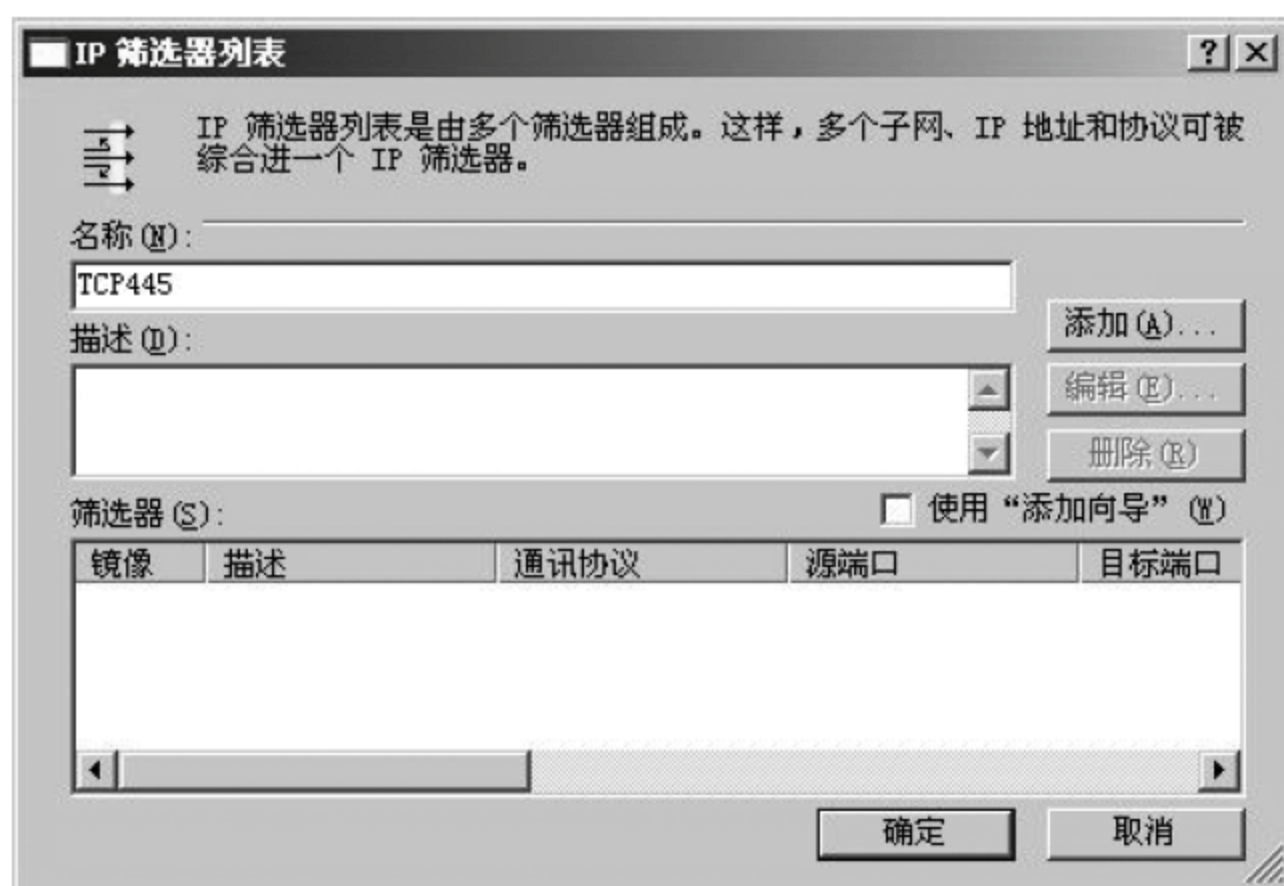 IP 筛选器列表
IP 筛选器列表是由多个筛选器组成。这样，多个子网、IP 地址和协议可被
综合进一个 IP 筛选器。
名称(N):
TCP445
添加(A)...
描述(D):
编辑(E)...
删除(R)
筛选器(S):
使用“添加向导” (W)
镜像 描述 通讯协议 源端口 目标端口
确定 取消